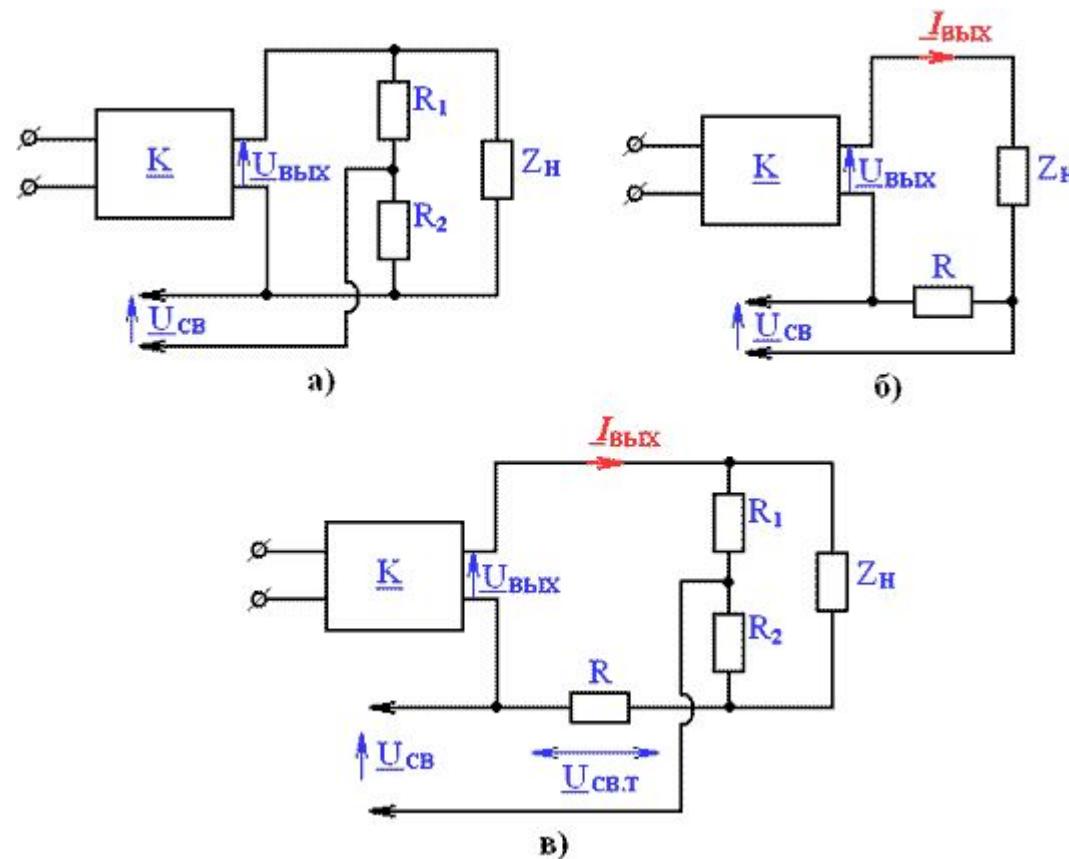 K
U вых
R1
R2
Zн
U св
а)
I вых
K
U вых
Zн
R
U св
б)
I вых
K
U вых
R1
R2
Zн
R
U св
U св.т
в)